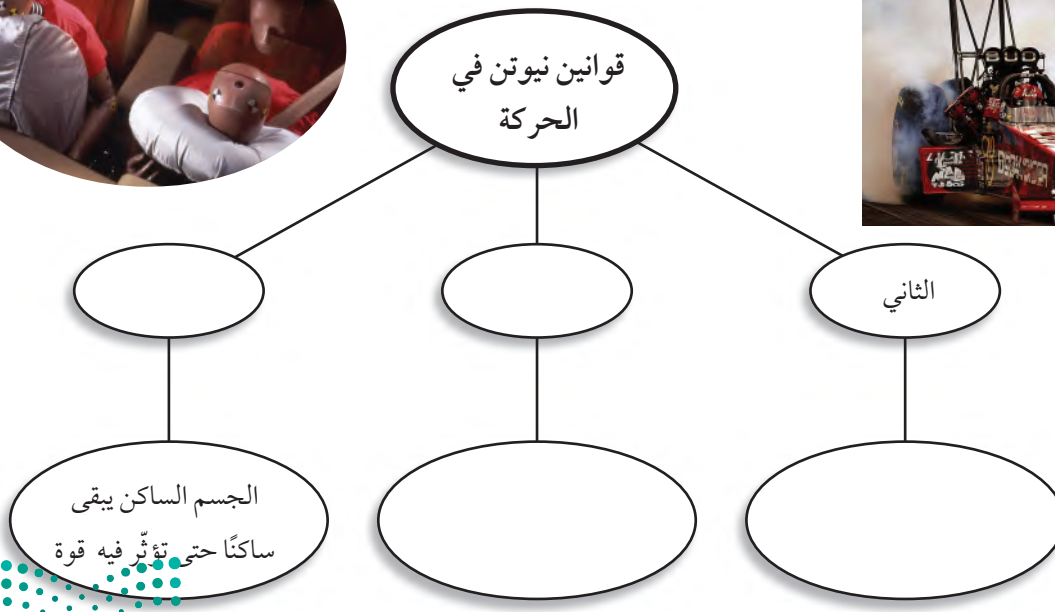 قوانين نيوتن في
الحركة
الثاني
الجسم الساكن يبقى
ساكنًا حتى تؤثّر فيه قوة